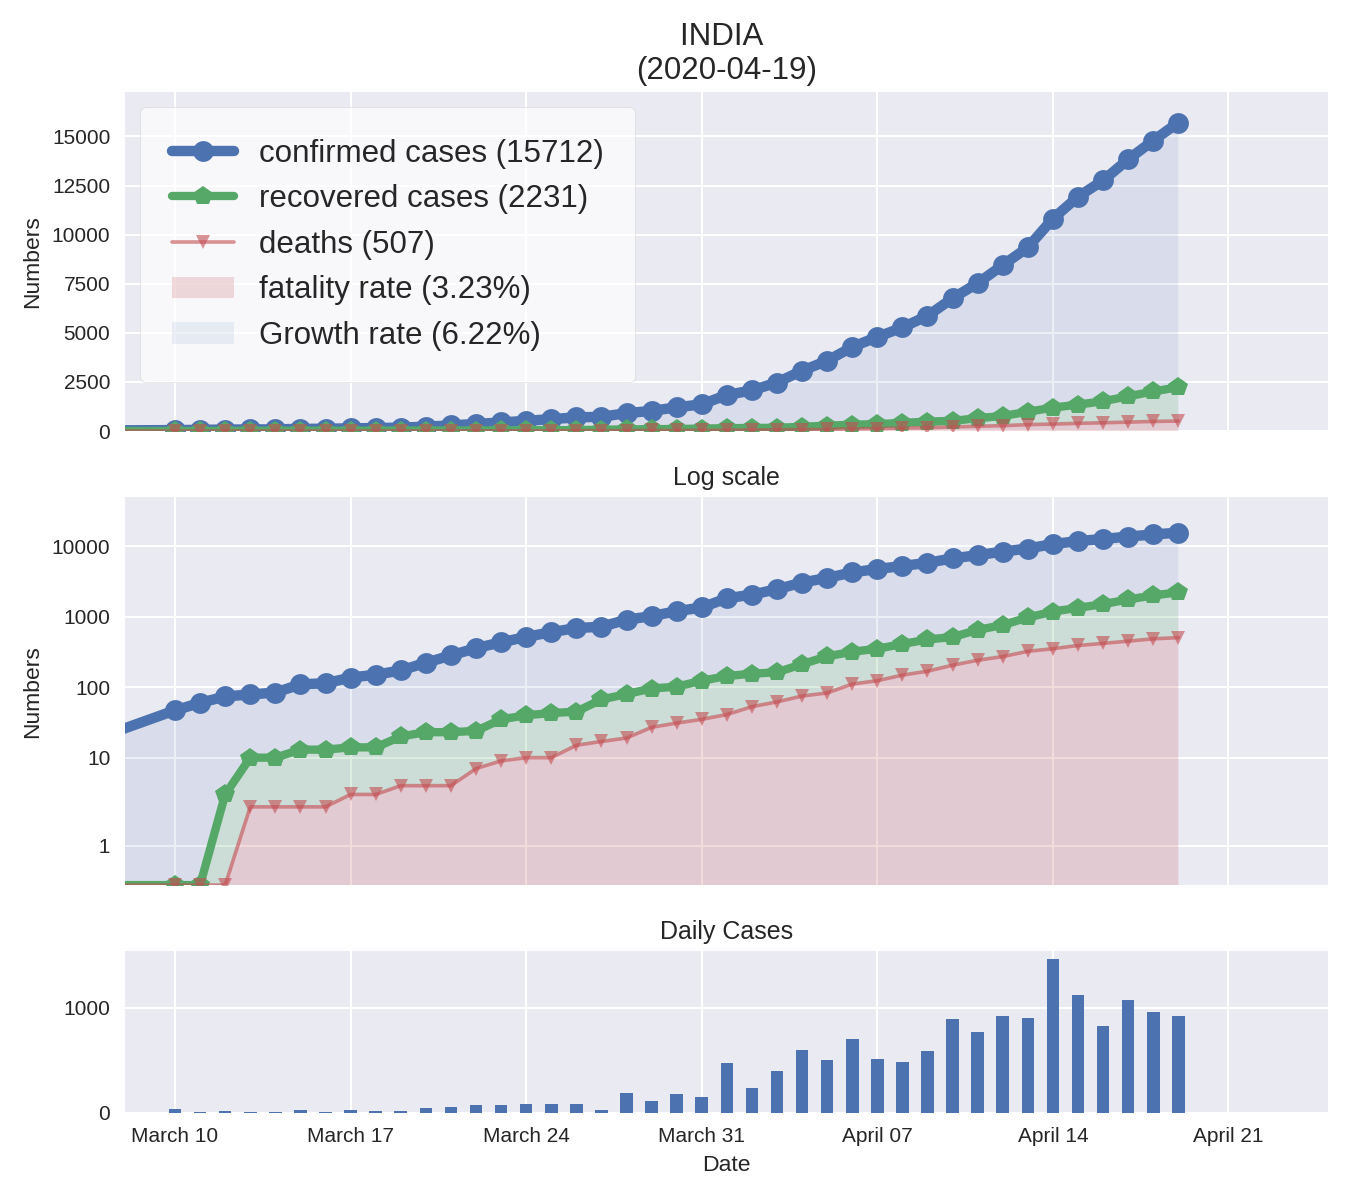 INDIA
(2020-04-19)
15000
12500
10000
7500
5000
2500
0
Numbers
confirmed cases (15712)
recovered cases (2231)
deaths (507)
fatality rate (3.23%)
Growth rate (6.22%)
Log scale
10000
1000
100
10
1
Numbers
Daily Cases
1000
0
March 10 March 17 March 24 March 31 April 07 April 14 April 21
Date